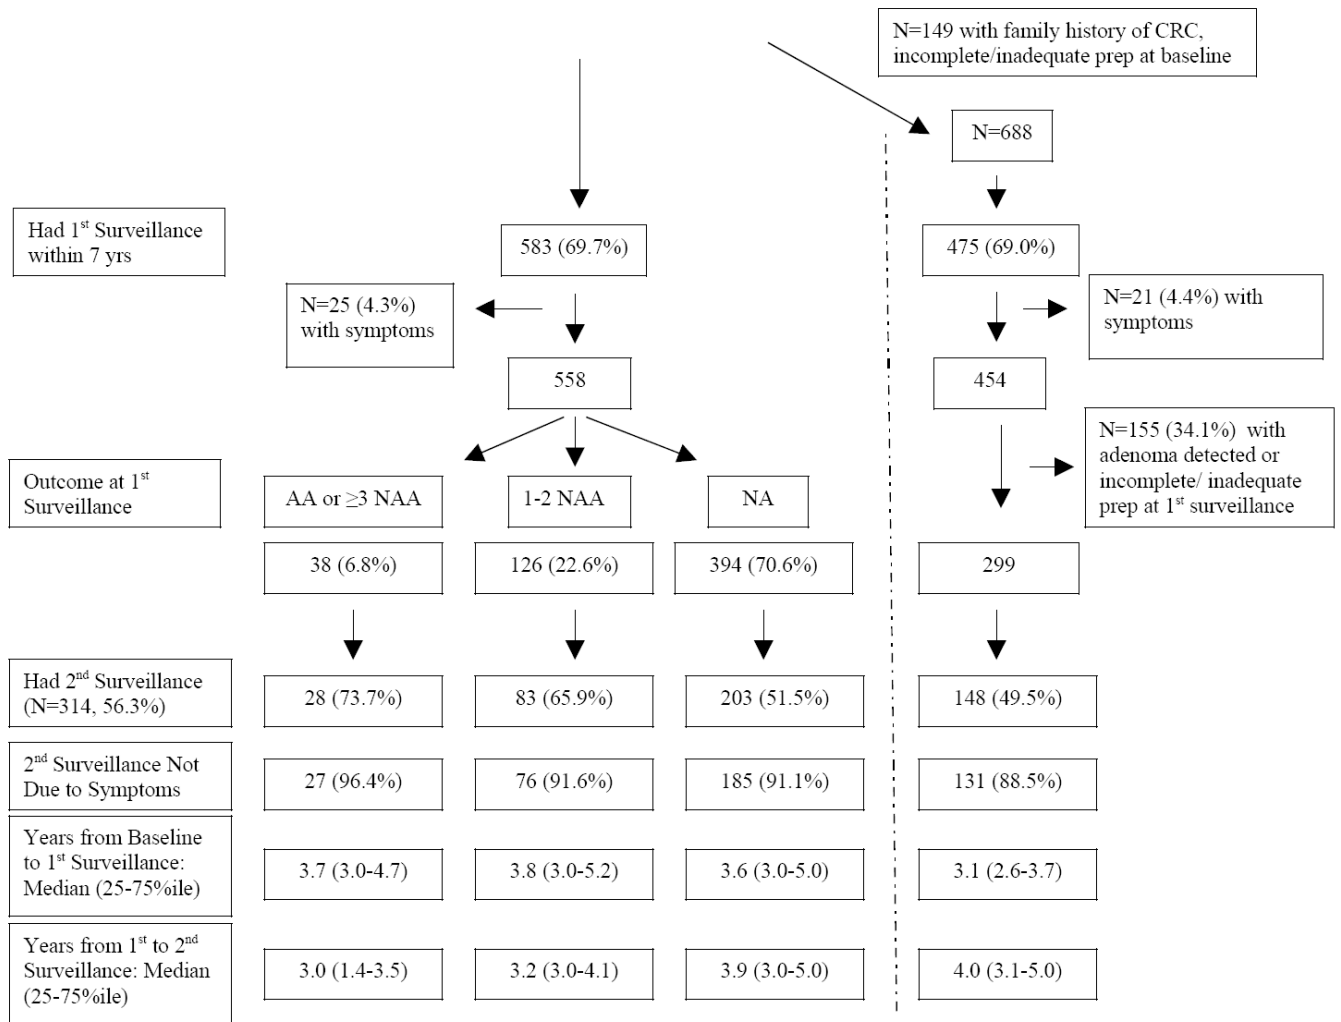 N=149 with family history of CRC,
incomplete/inadequate prep at baseline
N=688
Had 1st Surveillance
within 7 yrs
583 (69.7%)
475 (69.0%)
N=25 (4.3%)
with symptoms
N=21 (4.4%) with
symptoms
558
454
Outcome at 1st
Surveillance
AA or ≥3 NAA
1-2 NAA
NA
N=155 (34.1%) with
adenoma detected or
incomplete/ inadequate
prep at 1st surveillance
38 (6.8%)
126 (22.6%)
394 (70.6%)
299
Had 2nd Surveillance
(N=314, 56.3%)
28 (73.7%)
83 (65.9%)
203 (51.5%)
148 (49.5%)
2nd Surveillance Not
Due to Symptoms
27 (96.4%)
76 (91.6%)
185 (91.1%)
131 (88.5%)
Years from Baseline
to 1st Surveillance:
Median (25-75%ile)
3.7 (3.0-4.7)
3.8 (3.0-5.2)
3.6 (3.0-5.0)
3.1 (2.6-3.7)
Years from 1st to 2nd
Surveillance: Median
(25-75%ile)
3.0 (1.4-3.5)
3.2 (3.0-4.1)
3.9 (3.0-5.0)
4.0 (3.1-5.0)